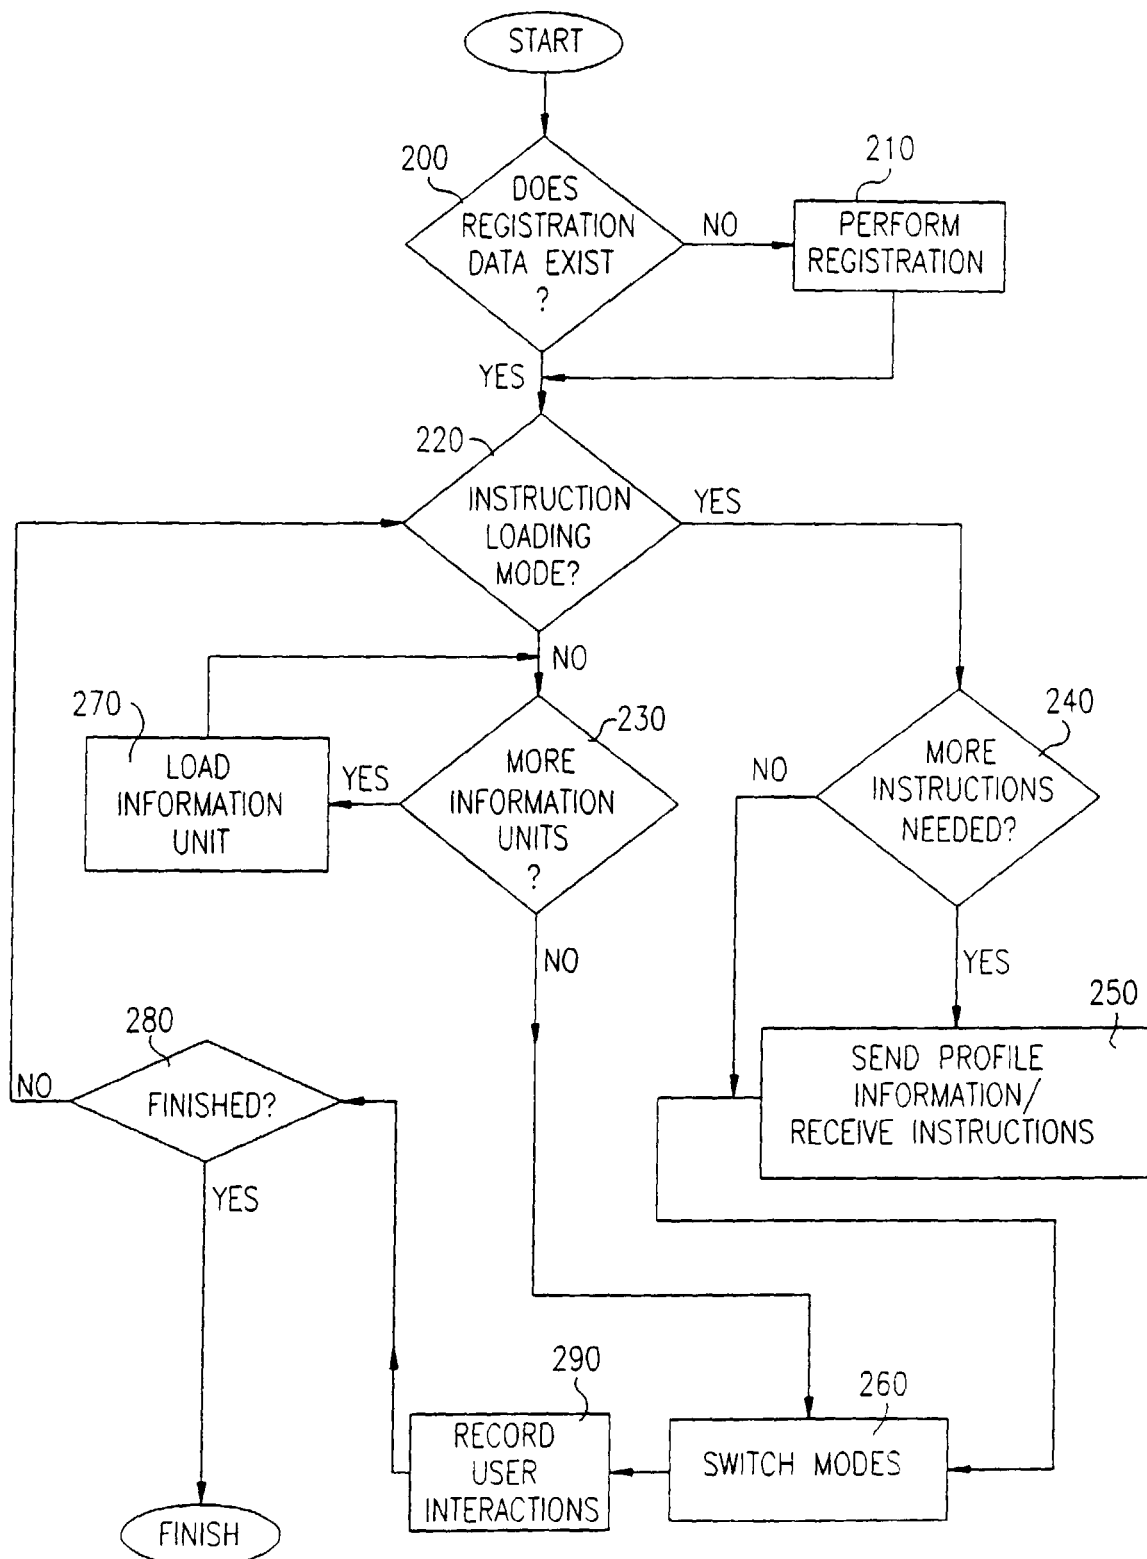 START
200
DOES
REGISTRATION
DATA EXIST
?
NO
210
PERFORM
REGISTRATION
YES
220
INSTRUCTION
LOADING
MODE?
YES
NO
270
LOAD
INFORMATION
UNIT
YES
230
MORE
INFORMATION
UNITS
?
NO
240
MORE
INSTRUCTIONS
NEEDED?
NO
YES
250
SEND PROFILE
INFORMATION/
RECEIVE INSTRUCTIONS
280
FINISHED?
NO
YES
290
RECORD
USER
INTERACTIONS
260
SWITCH MODES
FINISH